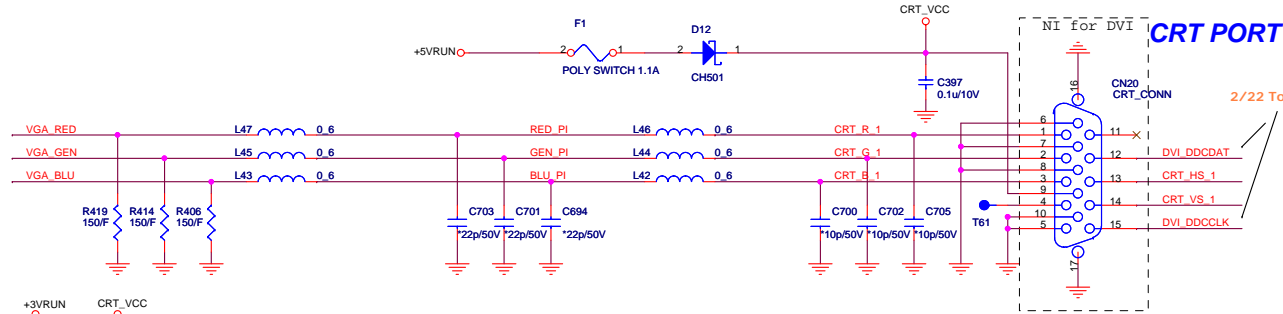 CRT_VCC
NI for DVI
CRT PORT
F1
D12
+5VRUN
2
1
2
1
POLY SWITCH 1.1A
CH501
C397
0.1u/10V
16
CN20
CRT_CONN
2/22 To
VGA_RED
L47
0_6
RED_PI
L46
0_6
CRT_R_1
6
1
11
7
VGA_GEN
L45
0_6
GEN_PI
L44
0_6
CRT_G_1
2
12
DVI_DDCDAT
8
VGA_BLU
L43
0_6
BLU_PI
L42
0_6
CRT_B_1
3
13
CRT_HS_1
9
4
14
CRT_VS_1
T61
10
5
15
DVI_DDCCLK
17
R419
150/F
R414
150/F
R406
150/F
C703
*22p/50V
C701
*22p/50V
C694
*22p/50V
C700
*10p/50V
C702
*10p/50V
C705
*10p/50V
+3VRUN
CRT_VCC